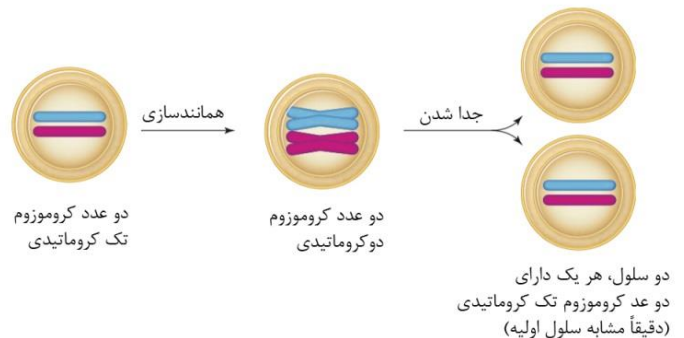 همانندسازی
جدا شدن
دو عدد کروموزوم
تک کروماتیدی
دو عدد کروموزوم
دوکروماتیدی
دو سلول، هر یک دارای
دو عد کروموزوم تک کروماتیدی
(دقیقاً مشابه سلول اولیه)